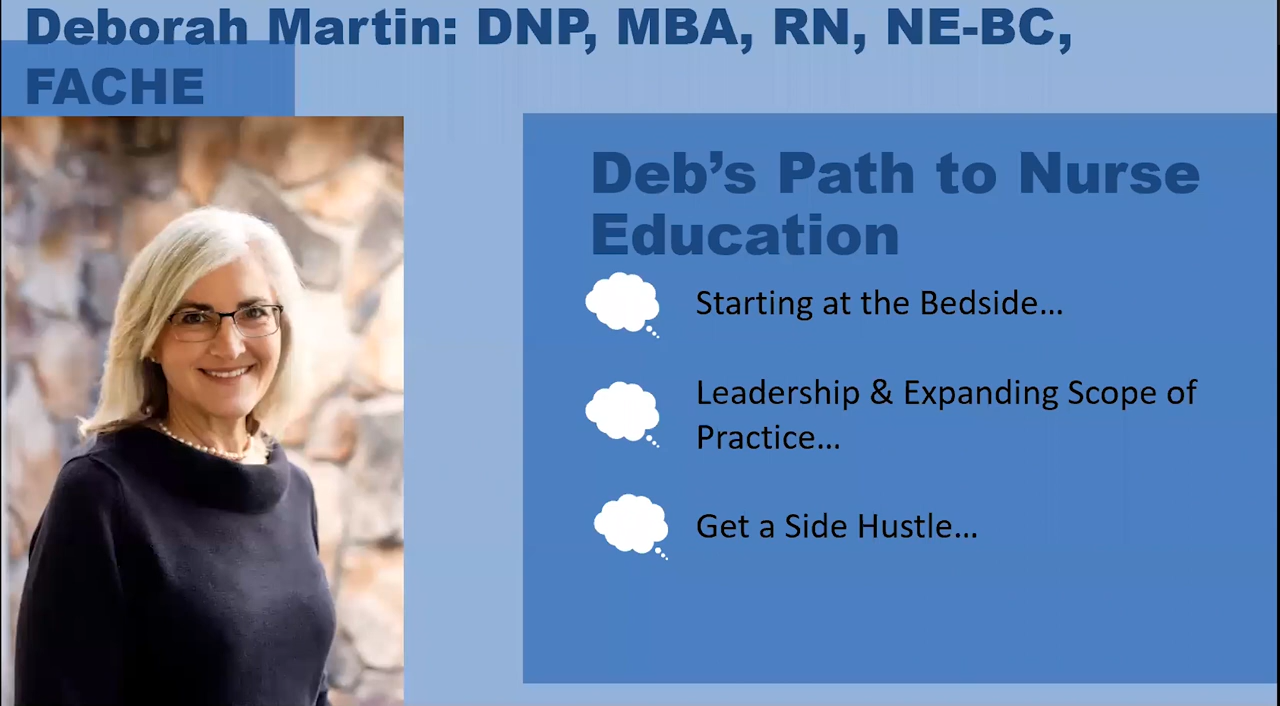 Deborah Martin: DNP, MBA, RN, NE-BC,
FACHE
Deb’s Path to Nurse
Education
Starting at the Bedside…
Leadership & Expanding Scope of
Practice…
Get a Side Hustle…